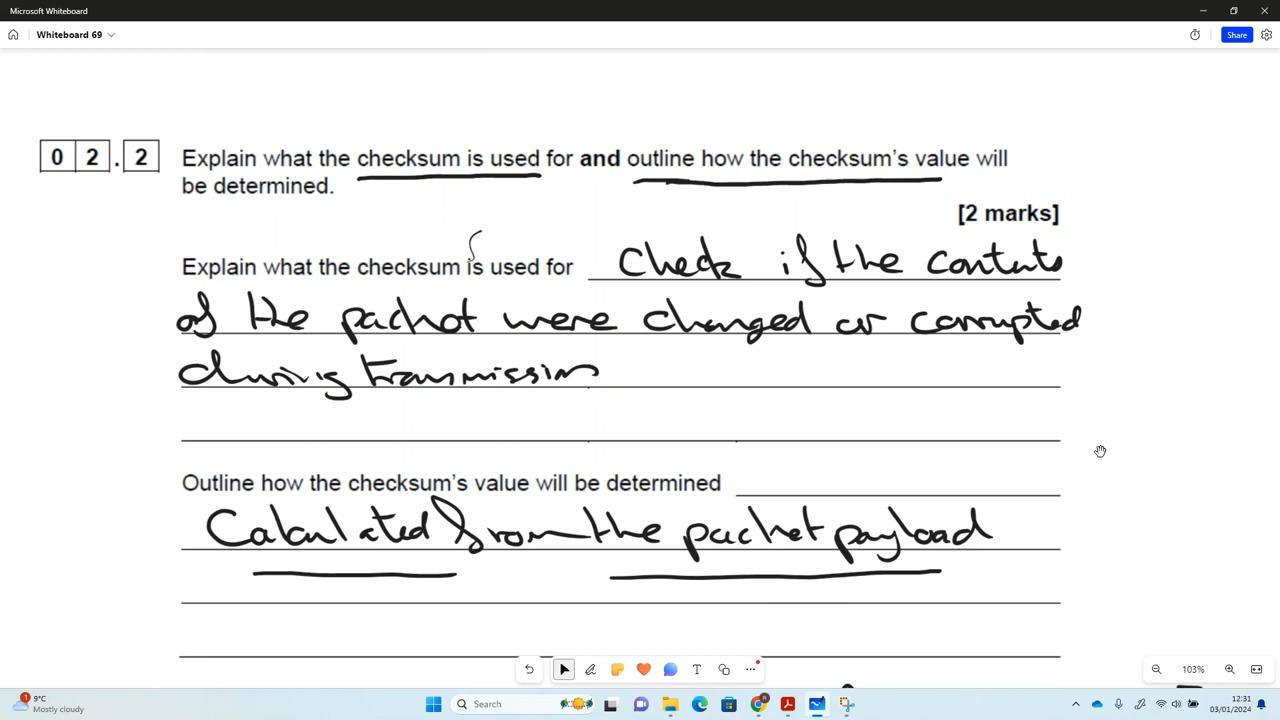 Microsoft Whiteboard
Whiteboard 69
Share
02.2 Explain what the checksum is used for and outline how the checksum's value will
be determined.
[2 marks]
Explain what the checksum is used for Check if the contents
of the packet were changed or corrupted
during transmission
Outline how the checksum's value will be determined
Calculated from the packet payload
T
103%
1
9°C
Mostly cloudy
Search
R
12:31
03/01/2024